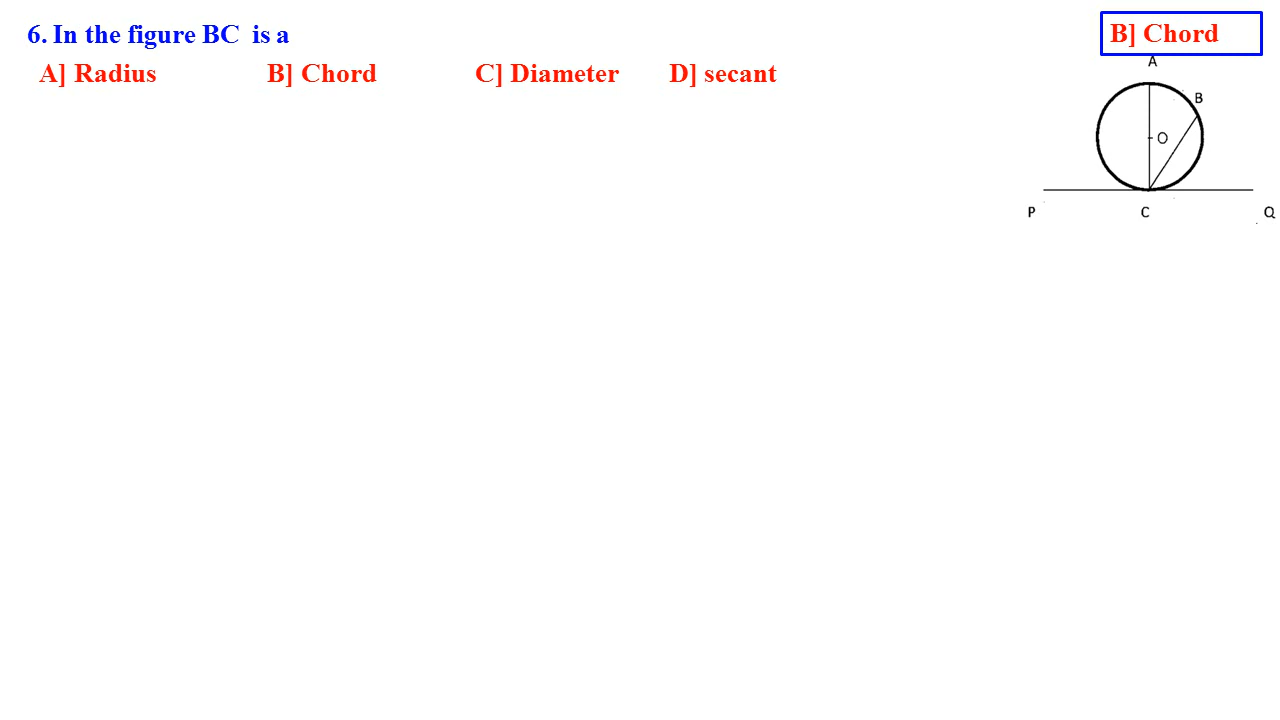 6. In the figure BC  is a
A] Radius B] Chord C] Diameter D] secant
B] Chord
A
B
O
P C Q